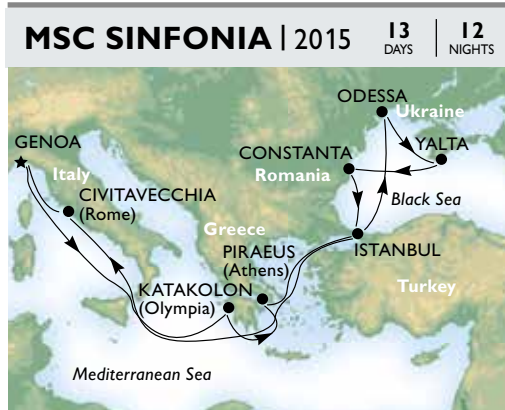 MSC SINFONIA | 2015
13 DAYS | 12 NIGHTS
ODESSA
Ukraine
GENOA
YALTA
CONSTANTA
Italy
Romania
CIVITAVECCHIA
(Rome)
Black Sea
Greece
PIRAEUS
(Athens)
ISTANBUL
KATAKOLON
(Olympia)
Turkey
Mediterranean Sea